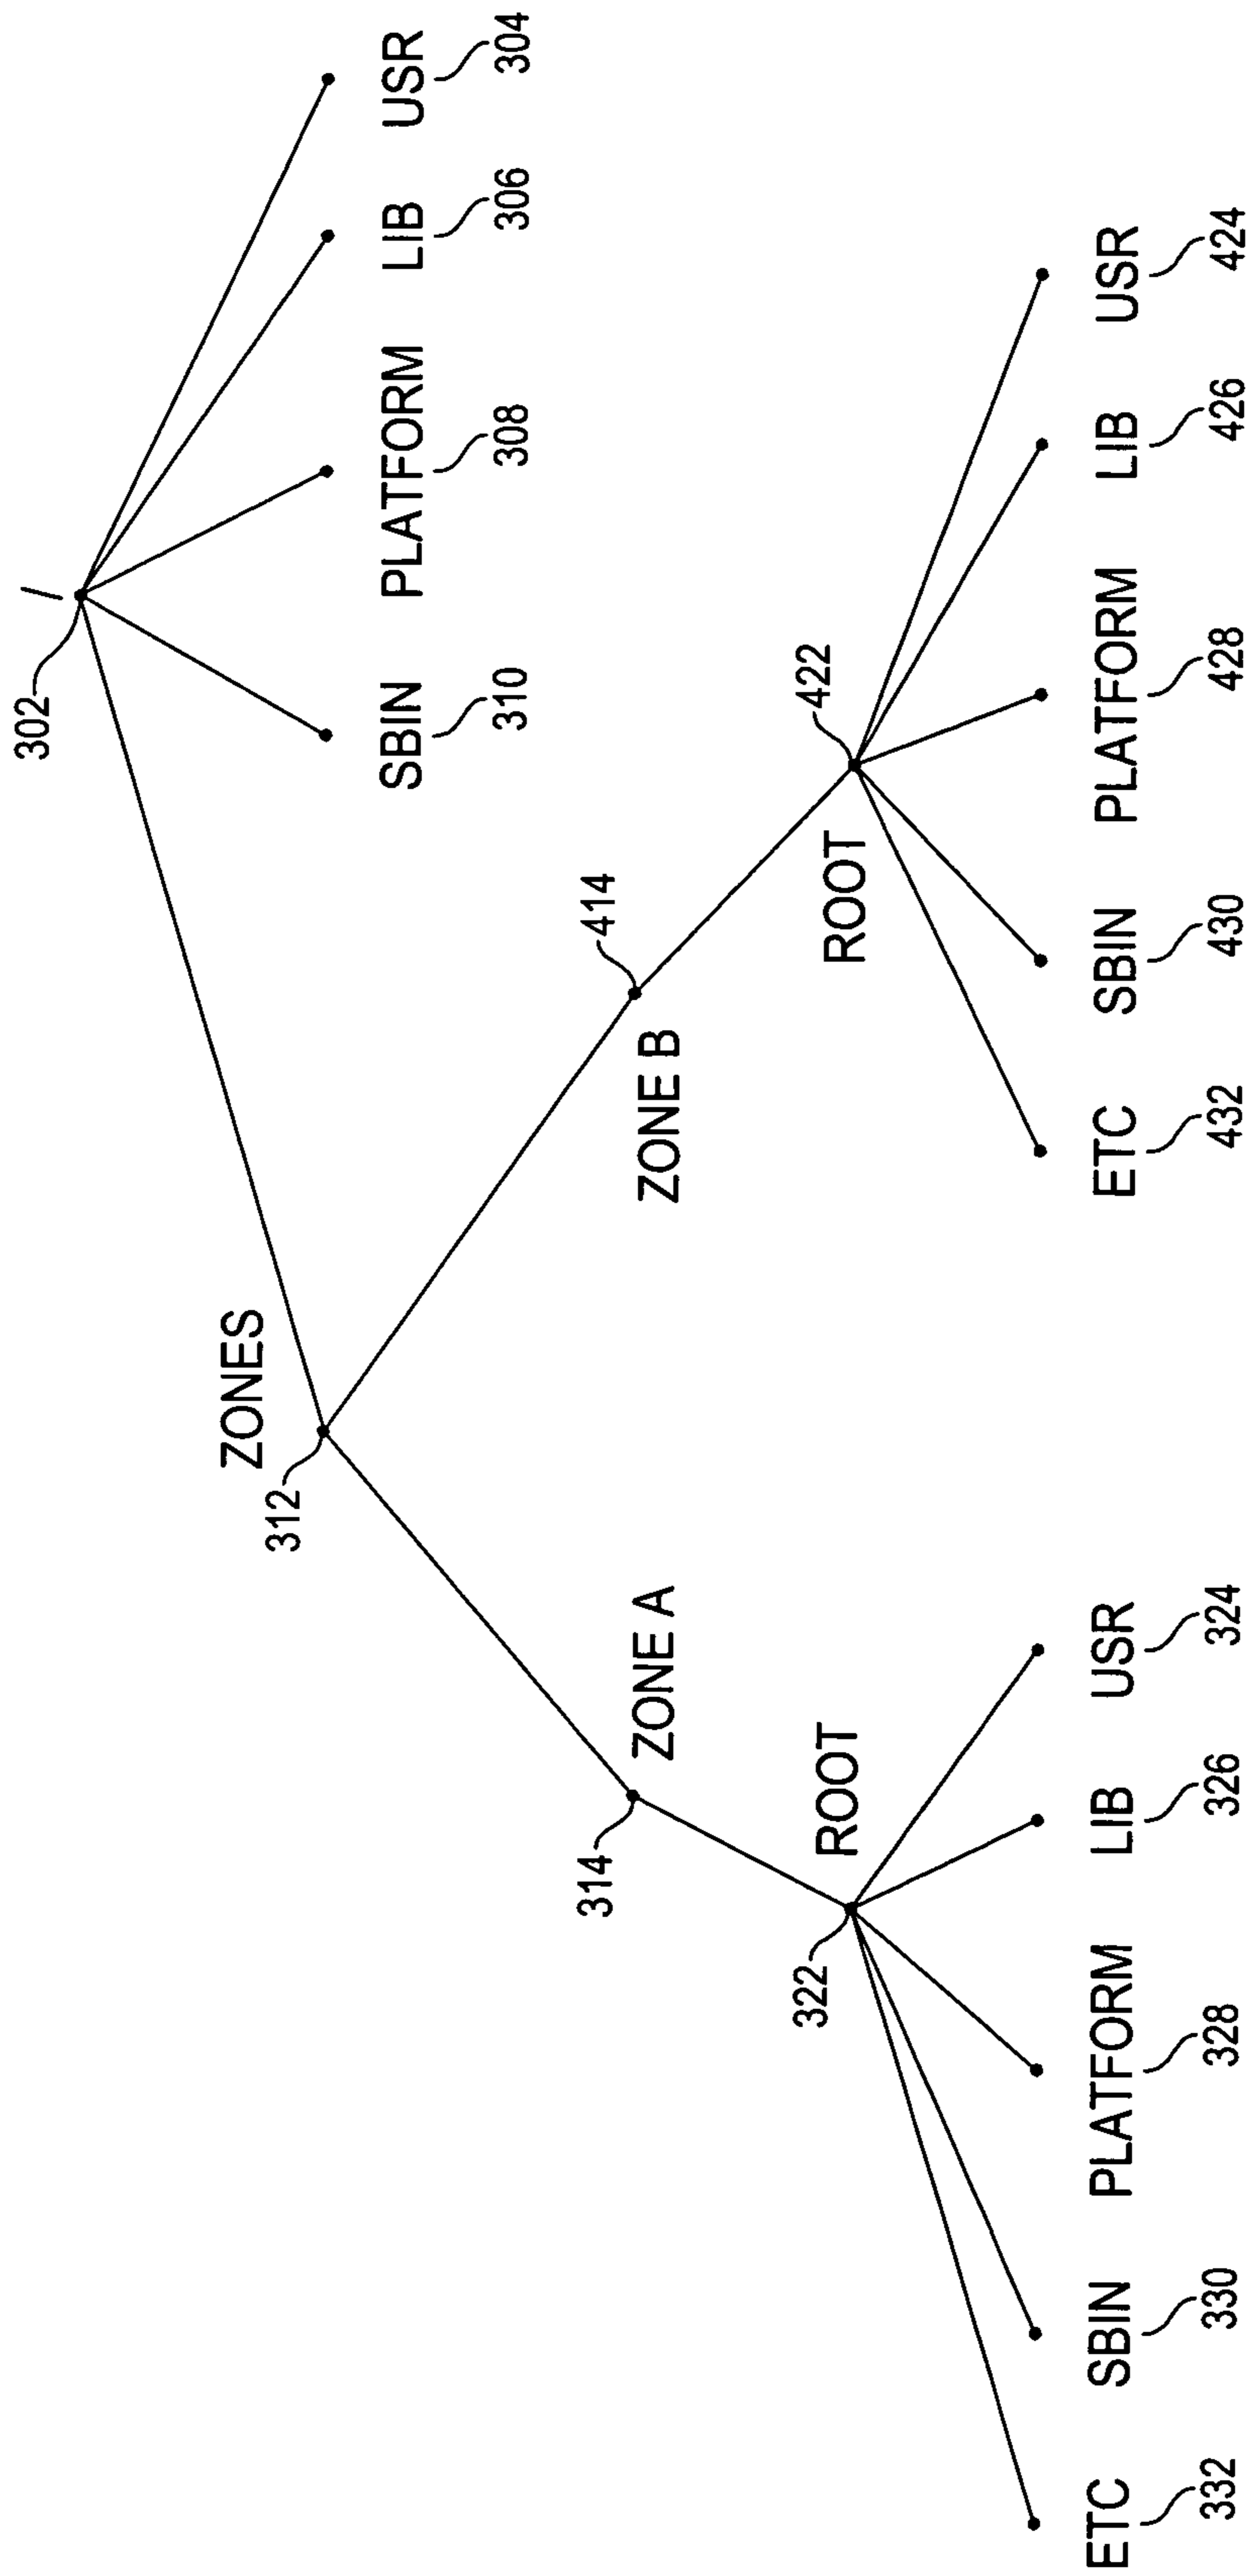 /
302
ZONES
312
SBIN
310
PLATFORM
308
LIB
306
USR
304
ZONE A
314
ZONE B
414
ROOT
322
ROOT
422
ETC
332
SBIN
330
PLATFORM
328
LIB
326
USR
324
ETC
432
SBIN
430
PLATFORM
428
LIB
426
USR
424